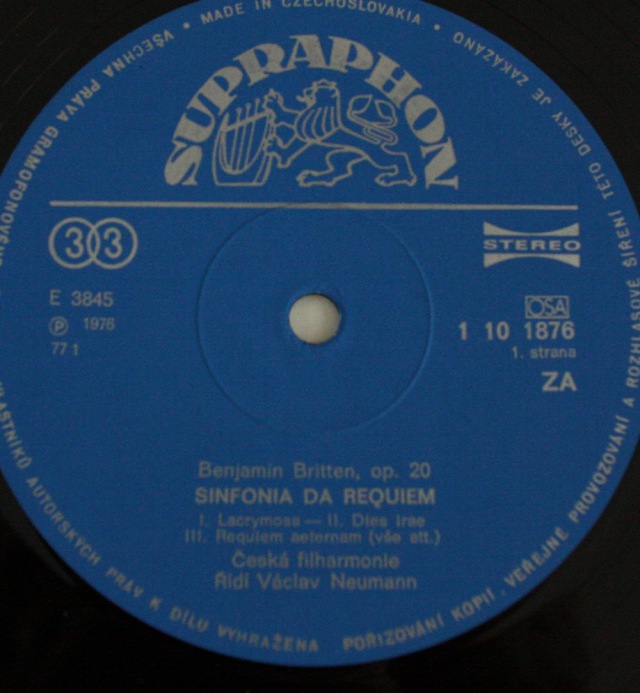 MADE IN CZECHOSLOVAKIA •
VŠECHNA PRÁVA GRAMOFONOVÉHO
VLASTNÍKŮ AUTORSKÝCH PRÁV K DÍLU VYHRAŽENA
POŘIZOVÁNÍ KOPIÍ, VEŘEJNÉ PROVOZOVÁNÍ A ROZHLASOVÉ ŠÍŘENÍ TÉTO DESKY JE ZAKÁZÁNO •
SUPRAPHON
33
STEREO
E 3845
Ⓟ 1976
77 1
OSA
1 10 1876
1. strana
ZA
Benjamin Britten, op. 20
SINFONIA DA REQUIEM
I. Lacrymosa — II. Dies irae
III. Requiem aeternam (vše att.)
Česká filharmonie
Řídí Václav Neumann